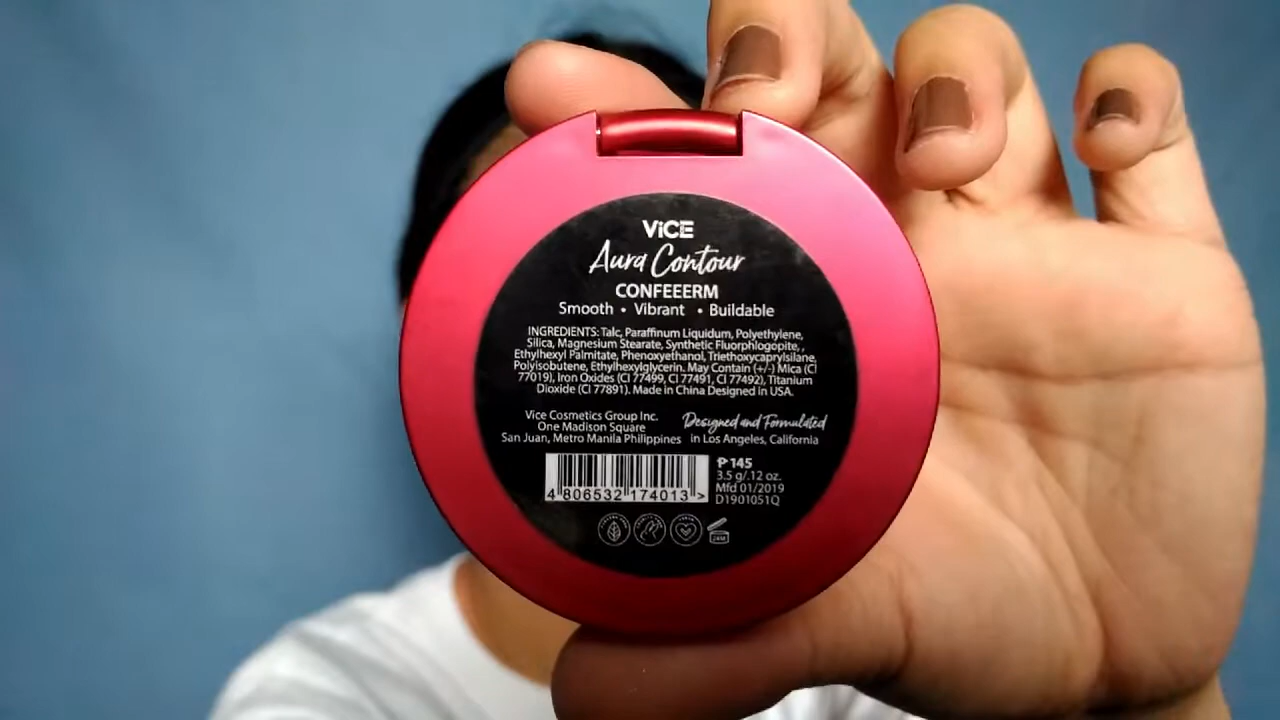 ViCE
Aura Contour
CONFEEERM
Smooth • Vibrant • Buildable
INGREDIENTS: Talc, Paraffinum Liquidum, Polyethylene,
Silica, Magnesium Stearate, Synthetic Fluorphlogopite, ,
Ethylhexyl Palmitate, Phenoxyethanol, Triethoxycaprylsilane,
Polyisobutene, Ethylhexylglycerin. May Contain (+/-) Mica (CI
77019), Iron Oxides (CI 77499, CI 77491, CI 77492), Titanium
Dioxide (CI 77891). Made in China Designed in USA.
Vice Cosmetics Group Inc.
One Madison Square
San Juan, Metro Manila Philippines
Designed and Formulated
in Los Angeles, California
4 806532 174013 >
₱ 145
3.5 g/.12 oz.
Mfd 01/2019
D1901051Q
24M